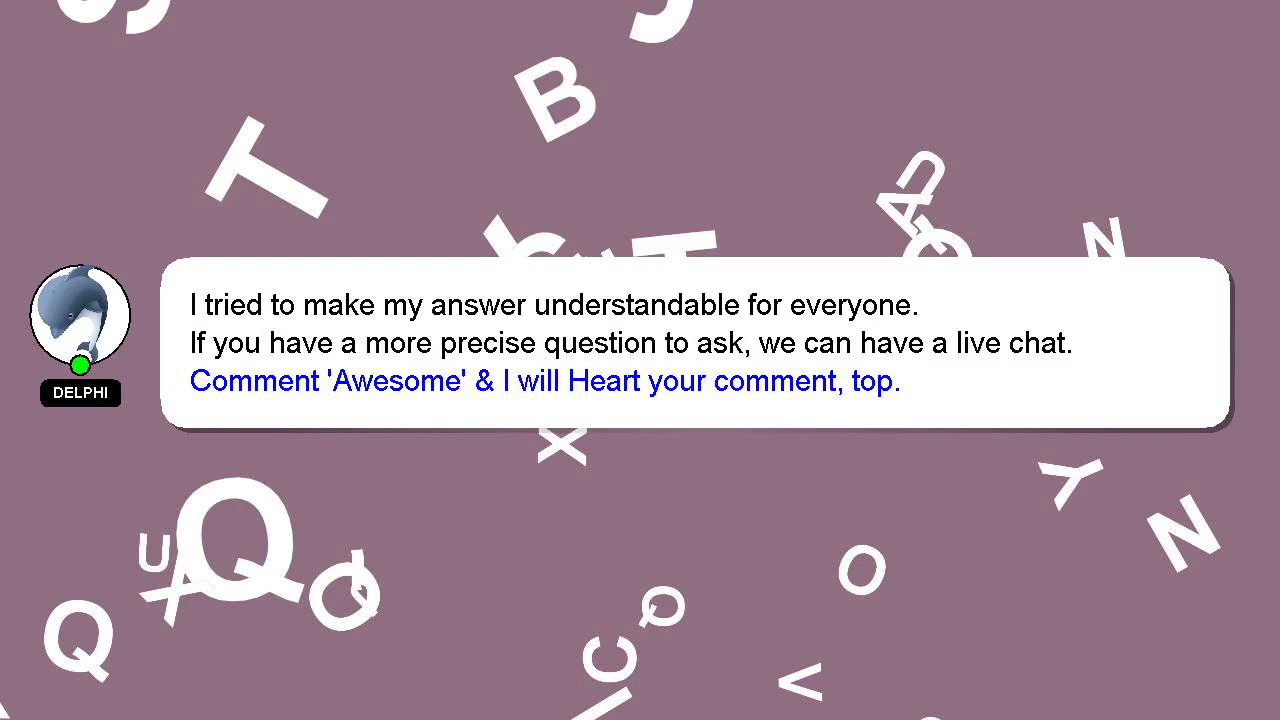 I tried to make my answer understandable for everyone.
If you have a more precise question to ask, we can have a live chat.
Comment 'Awesome' & I will Heart your comment, top.
DELPHI
B
T
U
A
N
T
X
Y
N
Q
U
Q
O
Q
Q
C
V